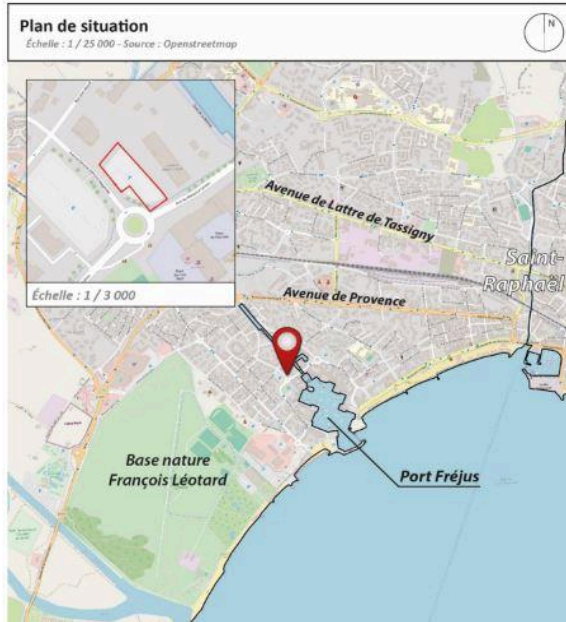 Plan de situation
Échelle : 1 / 25 000 - Source : Openstreetmap
N
Échelle : 1 / 3 000
Avenue de Lattre de Tassigny
Saint-
Raphaël
Avenue de Provence
Base nature
François Léotard
Port Fréjus